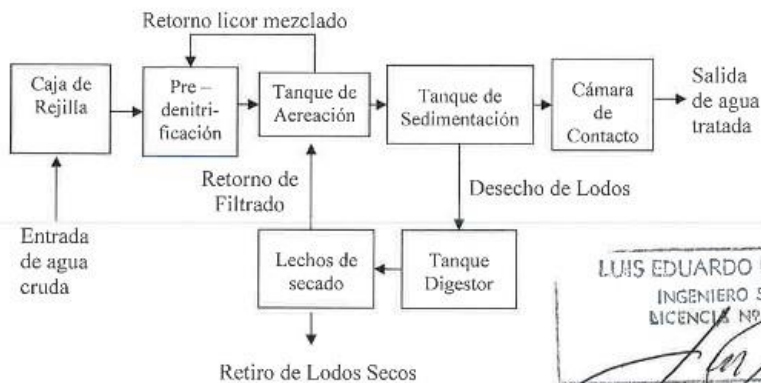 Retorno licor mezclado
Caja de
Rejilla
Pre –
denitri-
ficación
Tanque de
Aereación
Tanque de
Sedimentación
Cámara
de
Contacto
Salida
de agua
tratada
Retorno de
Filtrado
Desecho de Lodos
Entrada
de agua
cruda
Lechos de
secado
Tanque
Digestor
Retiro de Lodos Secos
LUIS EDUARDO
INGENIERO S
LICENCIA Nº